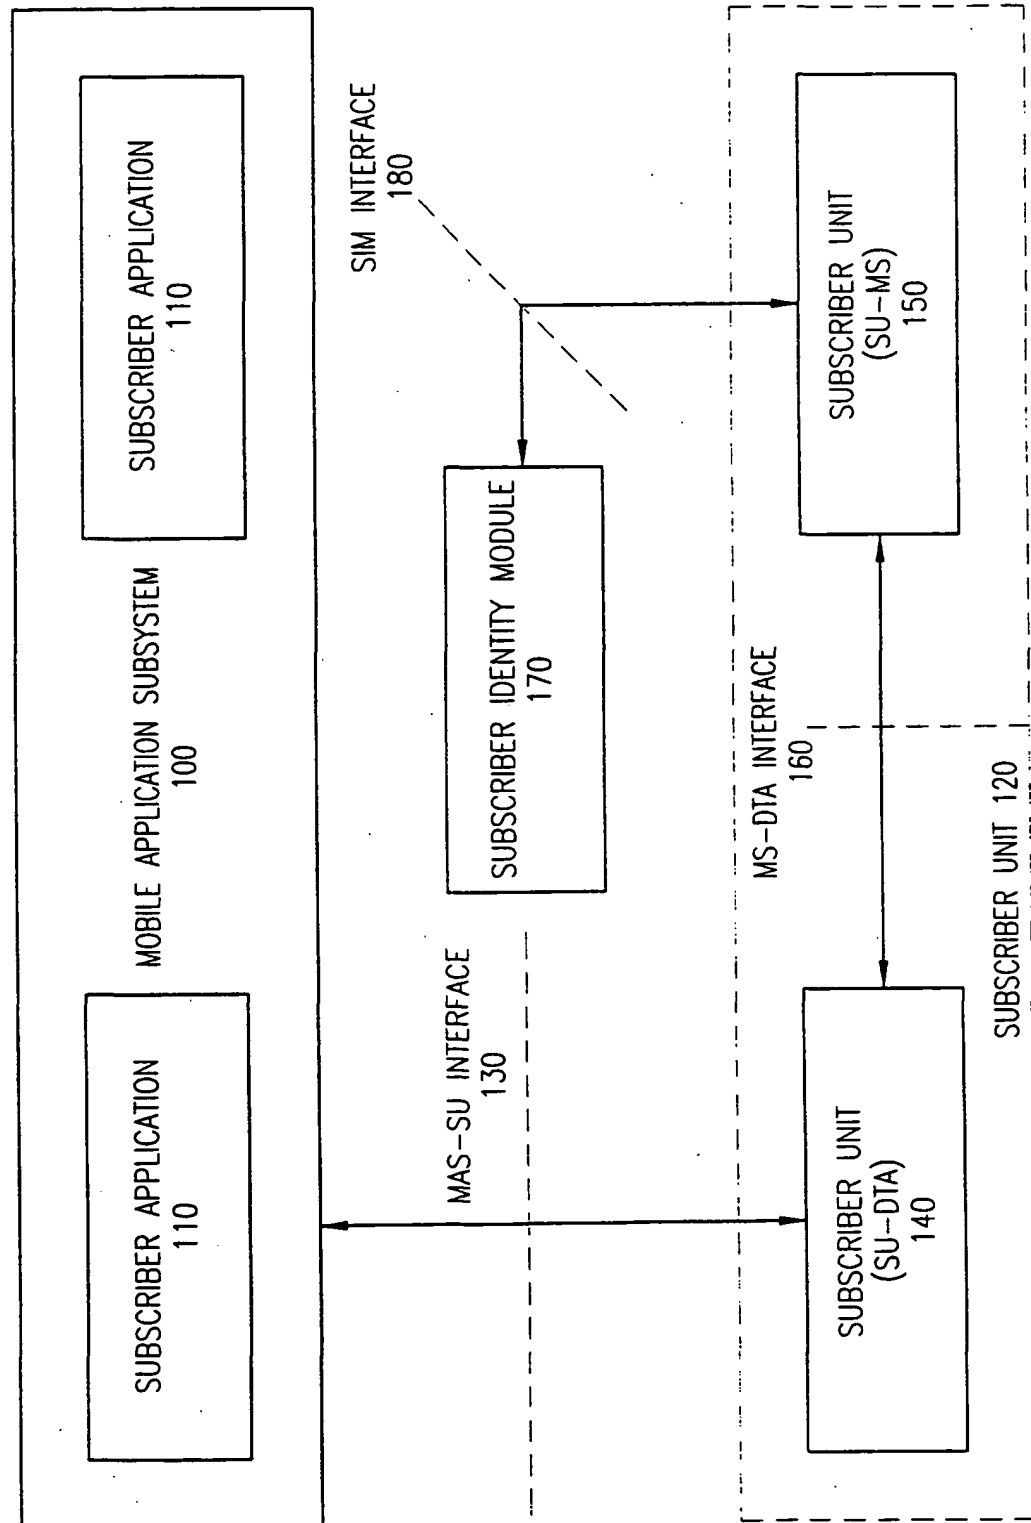 SUBSCRIBER APPLICATION
110
MOBILE APPLICATION SUBSYSTEM
100
SUBSCRIBER APPLICATION
110
MAS-SU INTERFACE
130
SUBSCRIBER IDENTITY MODULE
170
SIM INTERFACE
180
MS-DTA INTERFACE
160
SUBSCRIBER UNIT
(SU-DTA)
140
SUBSCRIBER UNIT
(SU-MS)
150
SUBSCRIBER UNIT 120